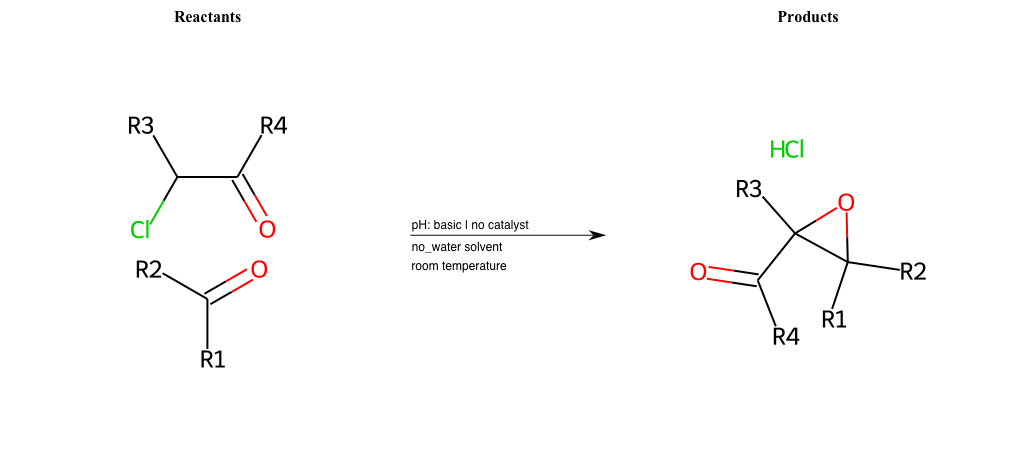 Reactants
Products
R3
R4
Cl
O
R2
O
R1
pH: basic | no catalyst
no_water solvent
room temperature
HCl
R3
O
O
R2
R1
R4